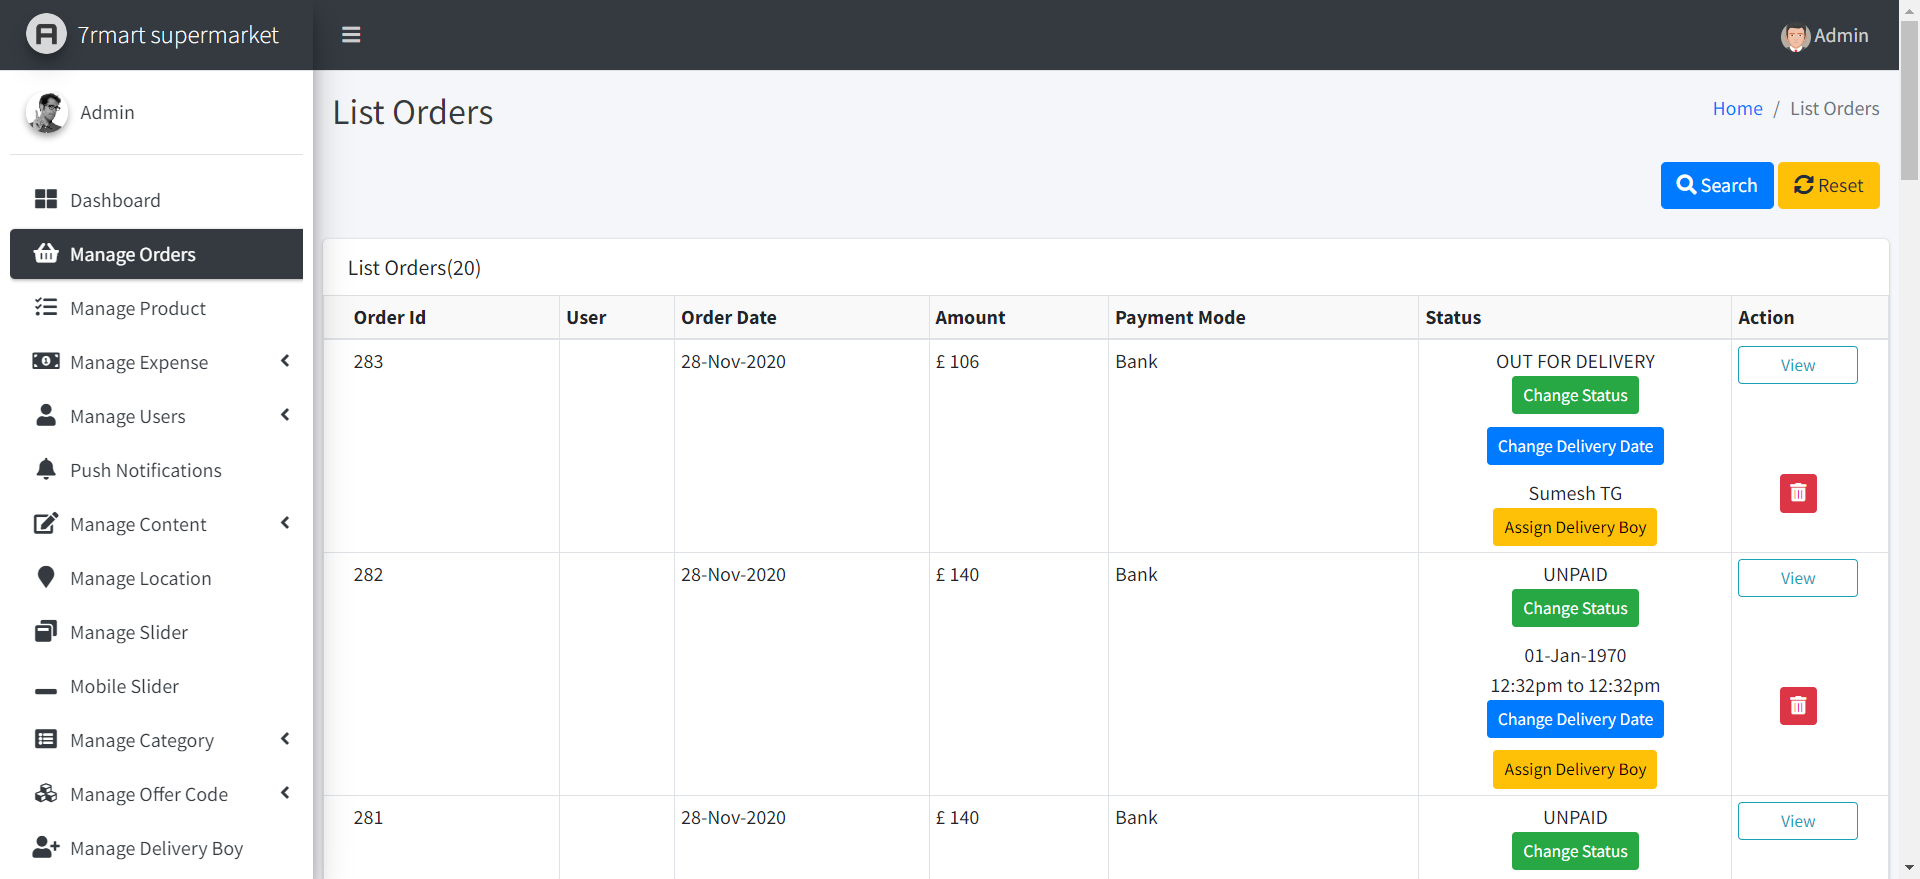 7rmart supermarket
Admin
Admin
Dashboard
Manage Orders
Manage Product
Manage Expense
Manage Users
Push Notifications
Manage Content
Manage Location
Manage Slider
Mobile Slider
Manage Category
Manage Offer Code
Manage Delivery Boy
List Orders
Home / List Orders
Search Reset
List Orders(20)
Order Id User Order Date Amount Payment Mode Status Action
283 28-Nov-2020 £ 106 Bank OUT FOR DELIVERY View
Change Status
Change Delivery Date
Sumesh TG
Assign Delivery Boy
282 28-Nov-2020 £ 140 Bank UNPAID View
Change Status
01-Jan-1970
12:32pm to 12:32pm
Change Delivery Date
Assign Delivery Boy
281 28-Nov-2020 £ 140 Bank UNPAID View
Change Status